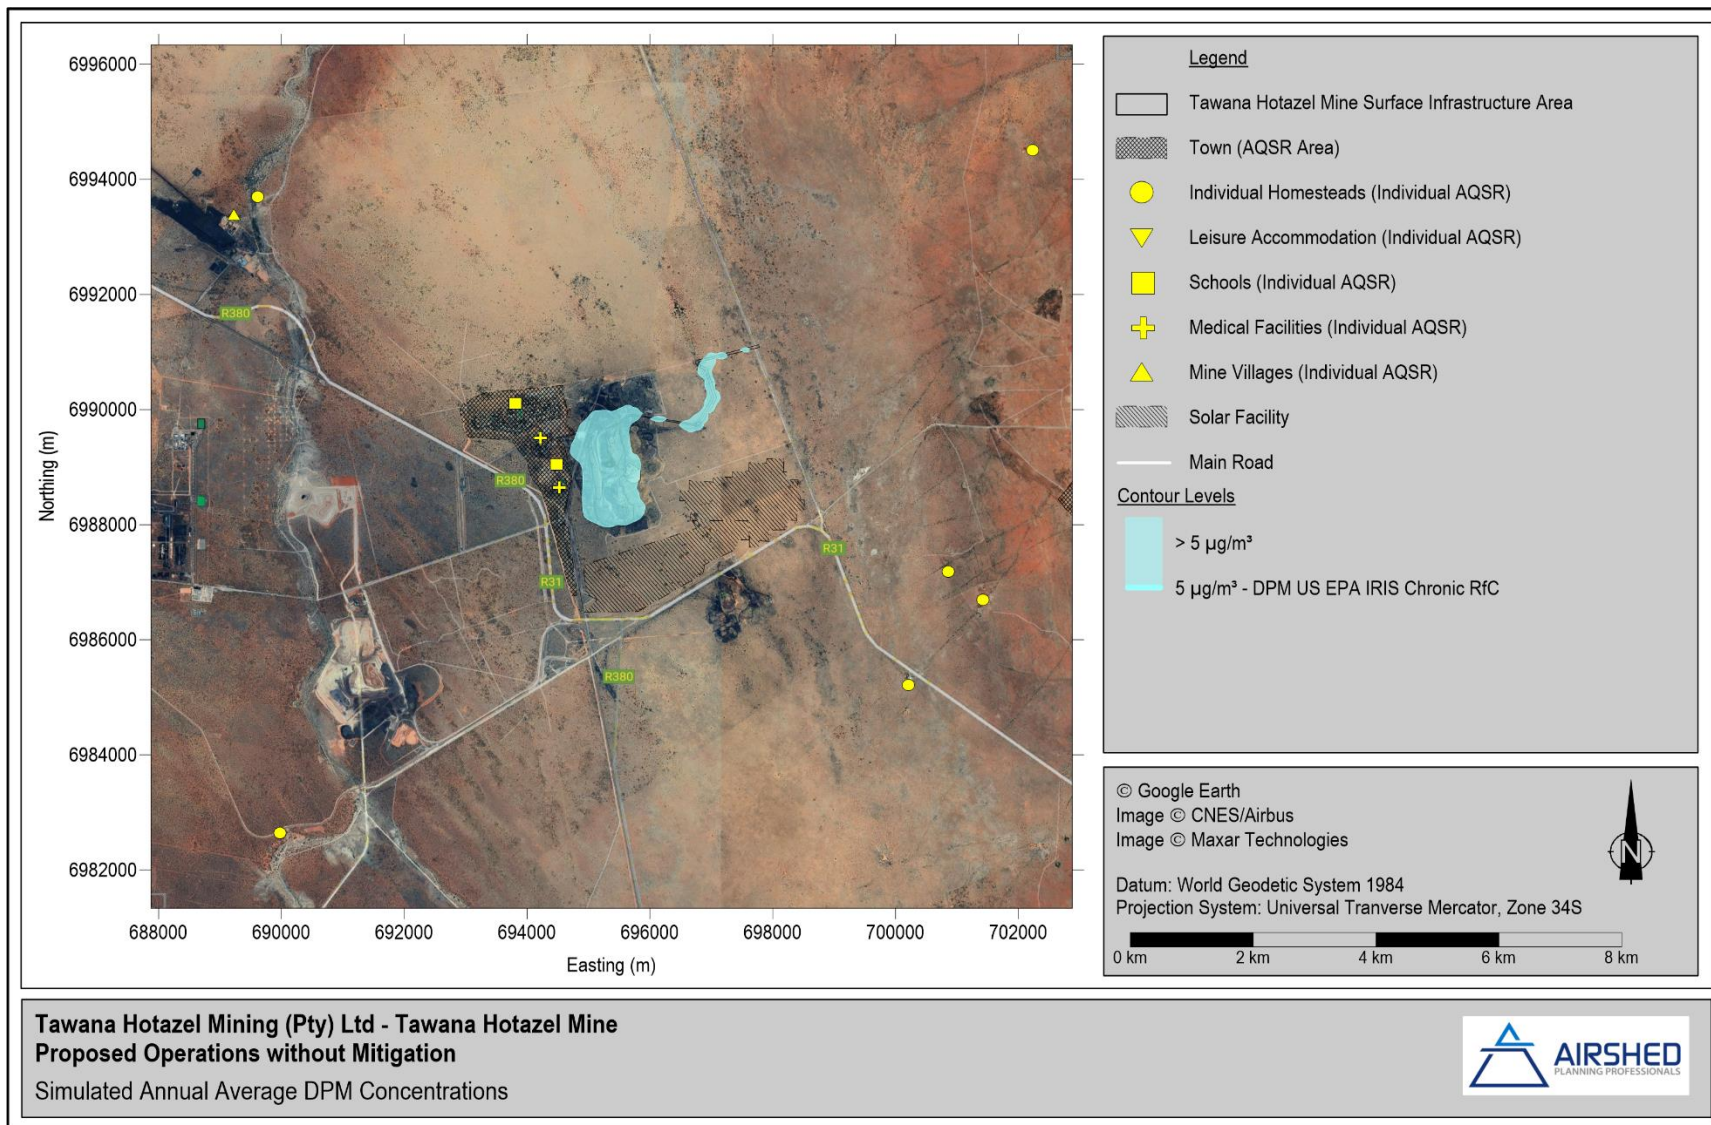 6996000
6994000
6992000
6990000
6988000
6986000
6984000
6982000
Northing (m)
688000
690000
692000
694000
696000
698000
700000
702000
Easting (m)
R380
R380
R31
R31
R380
Legend
Tawana Hotazel Mine Surface Infrastructure Area
Town (AQSR Area)
Individual Homesteads (Individual AQSR)
Leisure Accommodation (Individual AQSR)
Schools (Individual AQSR)
Medical Facilities (Individual AQSR)
Mine Villages (Individual AQSR)
Solar Facility
Main Road
Contour Levels
> 5 µg/m³
5 µg/m³ - DPM US EPA IRIS Chronic RfC
© Google Earth
Image © CNES/Airbus
Image © Maxar Technologies
N
Datum: World Geodetic System 1984
Projection System: Universal Tranverse Mercator, Zone 34S
0 km
2 km
4 km
6 km
8 km
Tawana Hotazel Mining (Pty) Ltd - Tawana Hotazel Mine
Proposed Operations without Mitigation
Simulated Annual Average DPM Concentrations
AIRSHED
PLANNING PROFESSIONALS